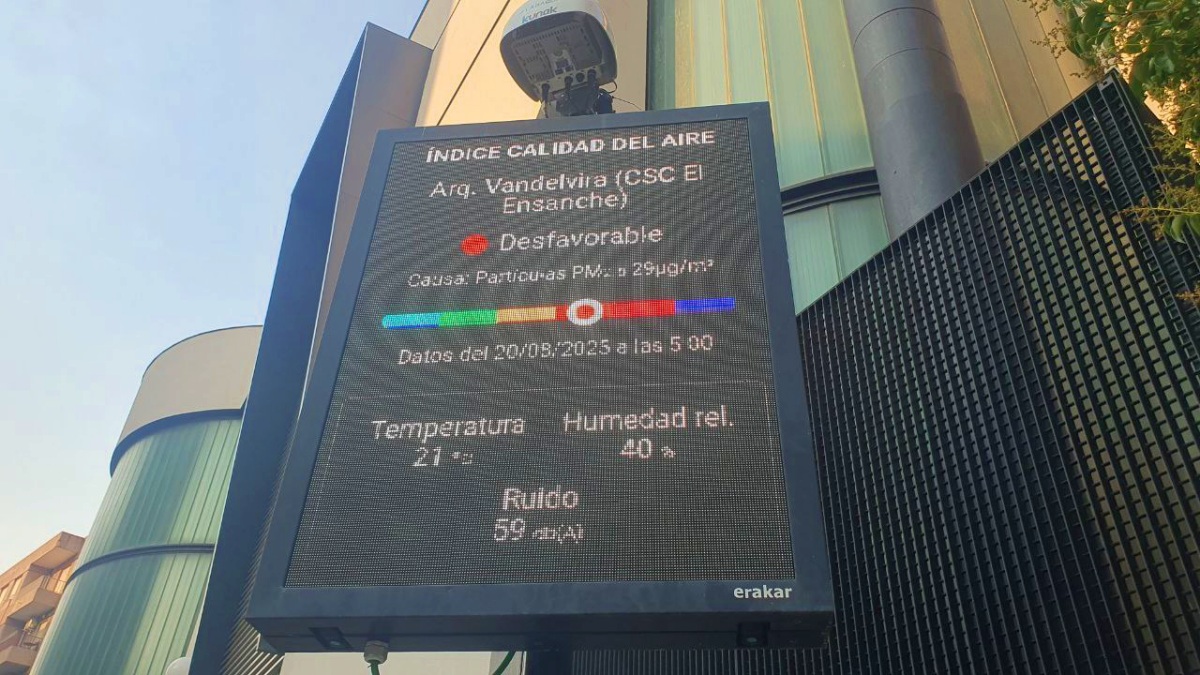 kunak
ÍNDICE CALIDAD DEL AIRE
Arq. Vandelvira (CSC El
Ensanche)
Desfavorable
Causa: Partículas PM2.5 29µg/m³
Datos del 20/08/2025 a las 5:00
Temperatura
21 ºC
Humedad rel.
40 %
Ruido
59 db(A)
erakar